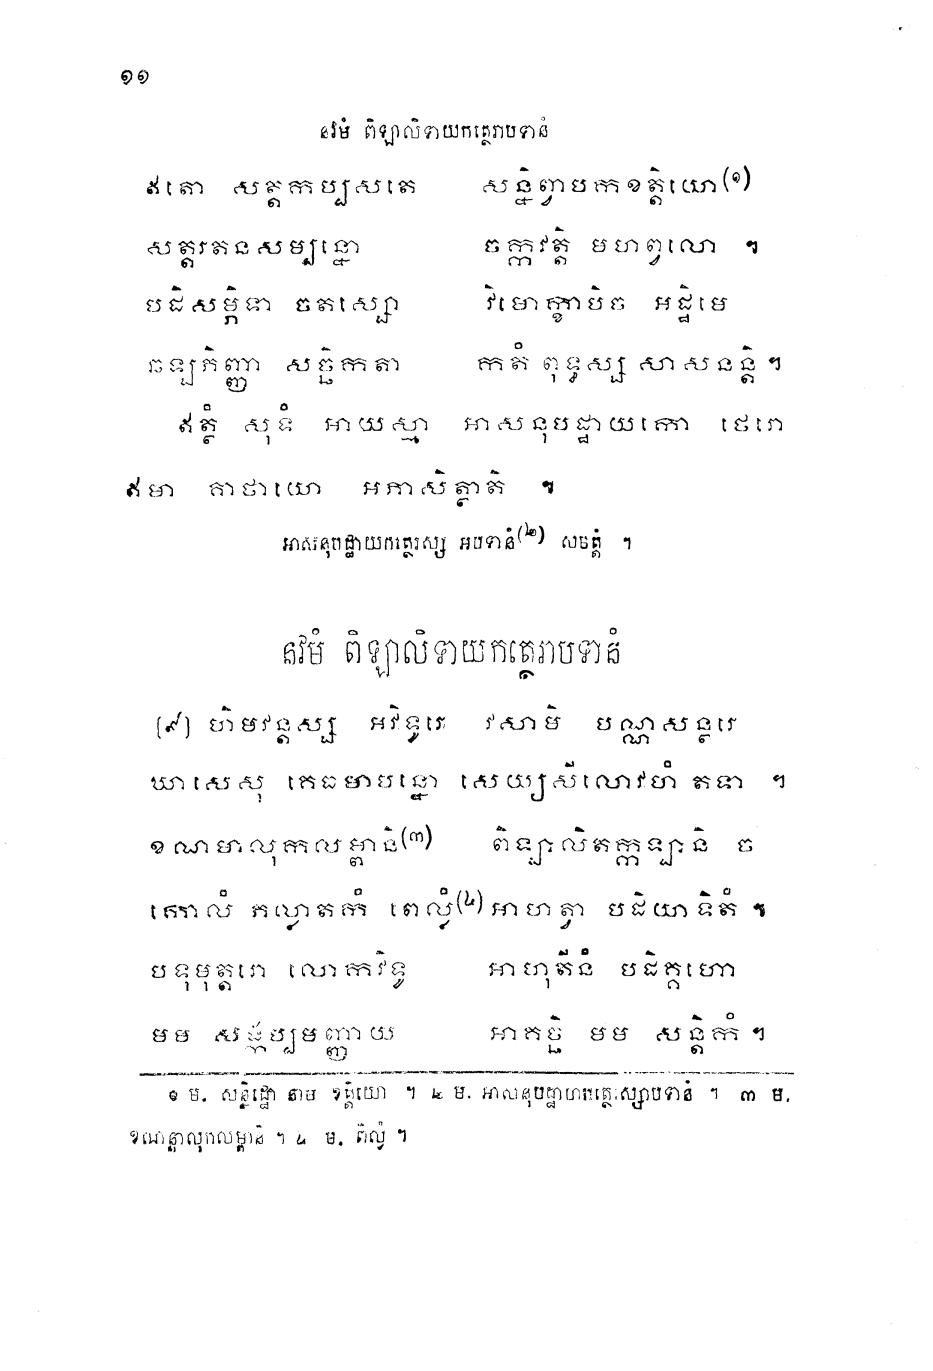 ១១
នវមំ ពិឡាលិទាយកត្ថេរាបទានំ
ឥតោ សត្តកប្បសតេ សន្និព្វាបកខត្តិយោ(១)
សត្តរតនសម្បន្នោ ចក្កវត្តិ មហព្វលោ ។
បដិសម្ភិទា ចតស្សោ វិមោក្ខាបិច អដ្ឋិមេ
ឆឡភិញ្ញា សច្ឆិកតា កតំ ពុទ្ធស្ស សាសនន្តិ។
ឥត្ថំ សុទំ អាយស្មា អាសនុបដ្ឋាយកោ ថេរោ
ឥមា គាថាយោ អភាសិត្ថាតិ ។
អាសនុបដ្ឋាយកត្ថេរស្ស អបទានំ(២) សមត្តំ ។
នវមំ ពិឡាលិទាយកត្ថេរាបទានំ
[៩] ហិមវន្តស្ស អវិទូរេ វសាមិ បណ្ណសន្ថរេ
ឃាសេសុ គេធមាបន្នោ សេយ្យសីលោវហំ តទា ។
ខណមាលុកលម្ពានិ(៣) ពិឡាលិតក្កឡានិ ច
កោលំ ភល្លាតកំ ពេល្លំ(៤) អាហត្វា បដិយាទិតំ ។
បទុមុត្តរោ លោកវិទូ អាហុតីនំ បដិគ្គហោ
មម សង្កប្បមញ្ញាយ អាគច្ឆិ មម សន្តិកំ ។
១ ម. សន្និដ្ឋោ នាម ខត្តិយោ ។ ២ ម. អាសនុបដ្ឋាហកត្ថេរស្សាបទានំ ។ ៣ ម.
ខណន្តាលុកលម្ពានិ ។ ៤ ម. ពិល្លំ ។